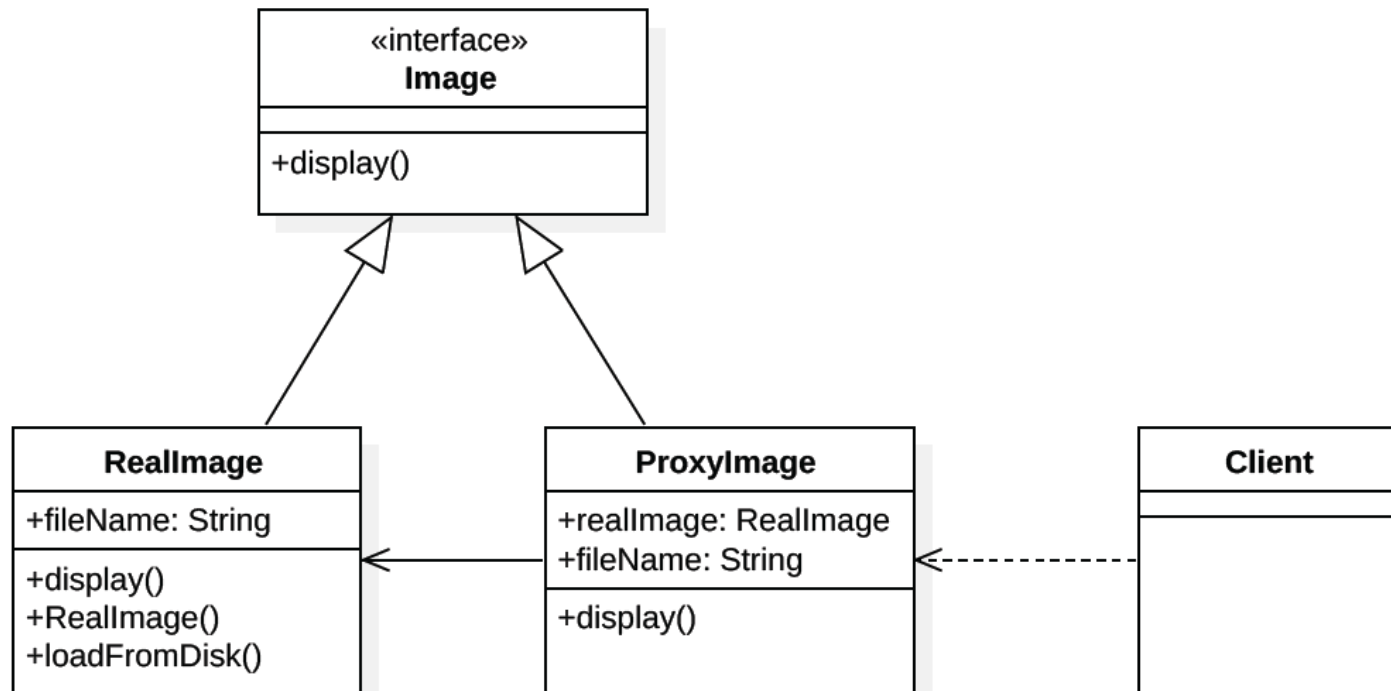 «interface»
Image
+display()
RealImage
+fileName: String
+display()
+RealImage()
+loadFromDisk()
ProxyImage
+realImage: RealImage
+fileName: String
+display()
Client